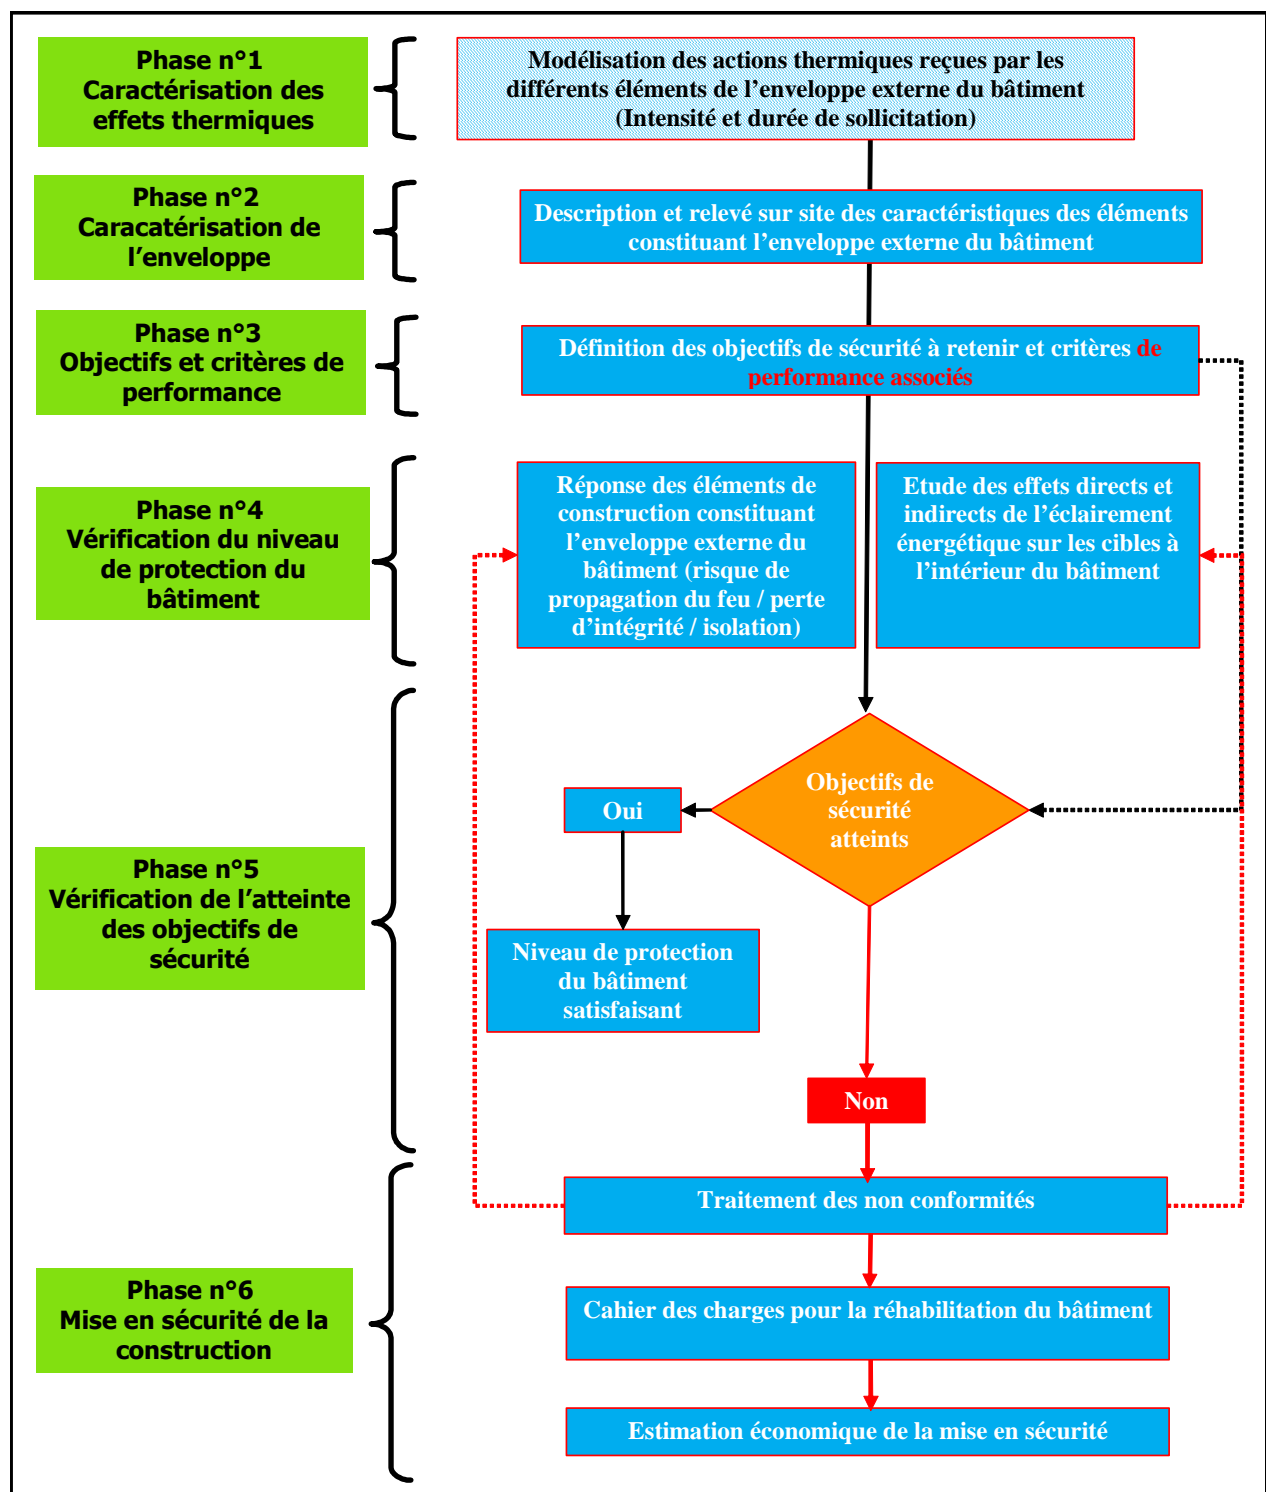 Phase n°1
Caractérisation des
effets thermiques
Modélisation des actions thermiques reçues par les
différents éléments de l’enveloppe externe du bâtiment
(Intensité et durée de sollicitation)
Phase n°2
Caracatérisation de
l’enveloppe
Description et relevé sur site des caractéristiques des éléments
constituant l’enveloppe externe du bâtiment
Phase n°3
Objectifs et critères de
performance
Définition des objectifs de sécurité à retenir et critères de
performance associés
Phase n°4
Vérification du niveau
de protection du
bâtiment
Réponse des éléments de
construction constituant
l’enveloppe externe du
bâtiment (risque de
propagation du feu / perte
d’intégrité / isolation)
Etude des effets directs et
indirects de l’éclairement
énergétique sur les cibles à
l’intérieur du bâtiment
Phase n°5
Vérification de l’atteinte
des objectifs de
sécurité
Objectifs de
sécurité
atteints
Oui
Niveau de protection
du bâtiment
satisfaisant
Non
Phase n°6
Mise en sécurité de la
construction
Traitement des non conformités
Cahier des charges pour la réhabilitation du bâtiment
Estimation économique de la mise en sécurité